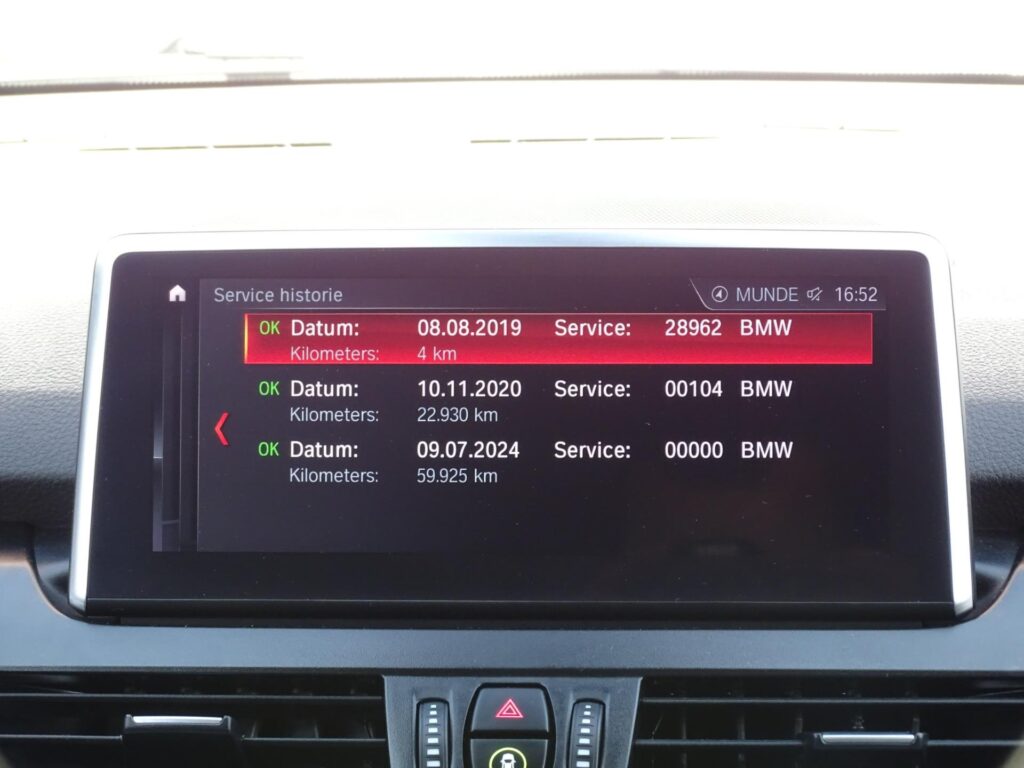 Service historie MUNDE 16:52
OK Datum: 08.08.2019 Service: 28962 BMW
Kilometers: 4 km
OK Datum: 10.11.2020 Service: 00104 BMW
Kilometers: 22.930 km
OK Datum: 09.07.2024 Service: 00000 BMW
Kilometers: 59.925 km